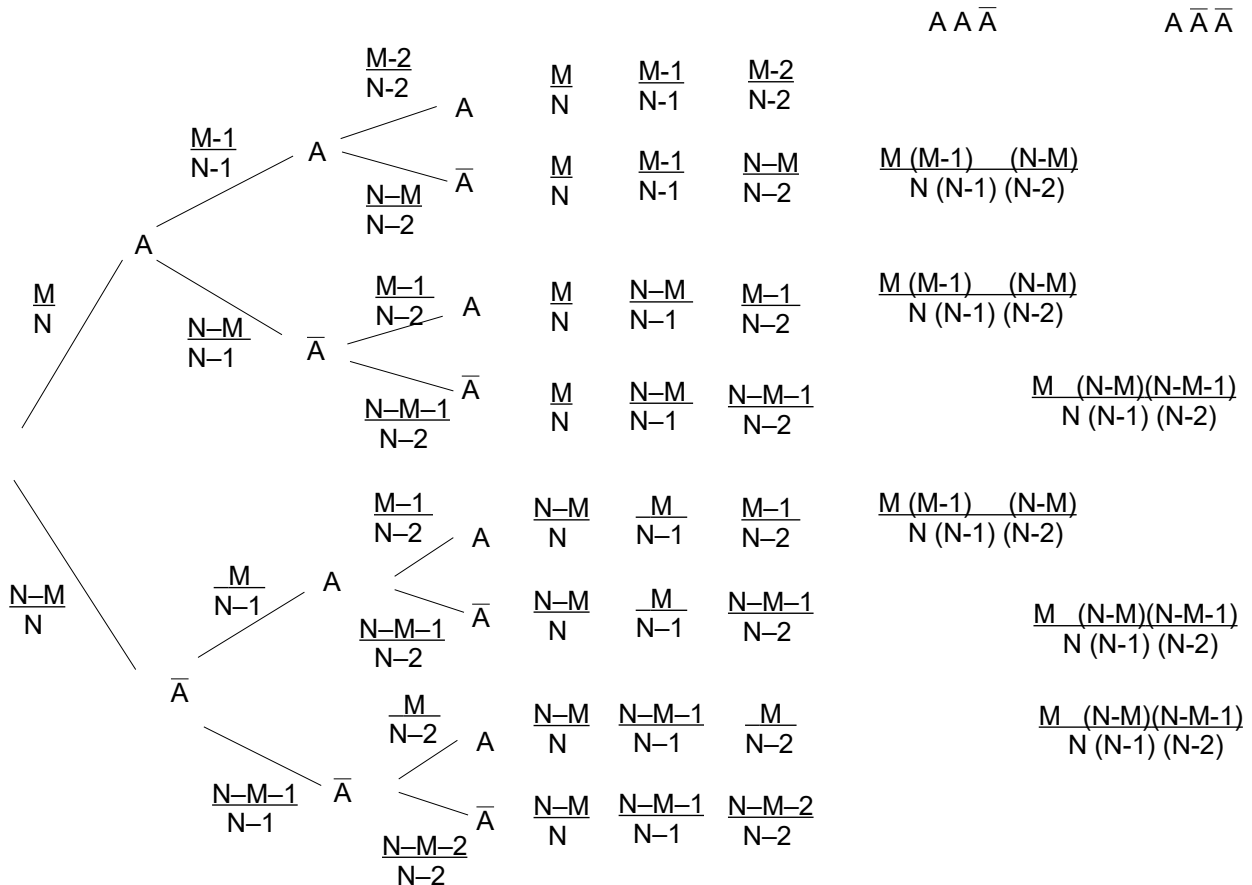 A A A̅ A A̅ A̅
M-2 M M-1 M-2
N-2 A N N-1 N-2
M-1 A
N-1 M M-1 N–M M (M-1) (N-M)
N–M A̅ N N-1 N–2 N (N-1) (N-2)
N–2
A
M–1 A M N–M M–1 M (M-1) (N-M)
M N–2 N N–1 N–2 N (N-1) (N-2)
N N–M
N–1 A̅
A̅ M N–M N–M–1 M (N-M)(N-M-1)
N–M–1 N N–1 N–2 N (N-1) (N-2)
N–2
M–1 N–M M M–1 M (M-1) (N-M)
N–2 A N N–1 N–2 N (N-1) (N-2)
M A
N–M N–1 A̅ N–M M N–M–1 M (N-M)(N-M-1)
N N–M–1 N N–1 N–2 N (N-1) (N-2)
N–2
A̅
M N–M N–M–1 M M (N-M)(N-M-1)
N–2 A N N–1 N–2 N (N-1) (N-2)
A̅
N–M–1 A̅ N–M N–M–1 N–M–2
N–1 N N–1 N–2
N–M–2
N–2